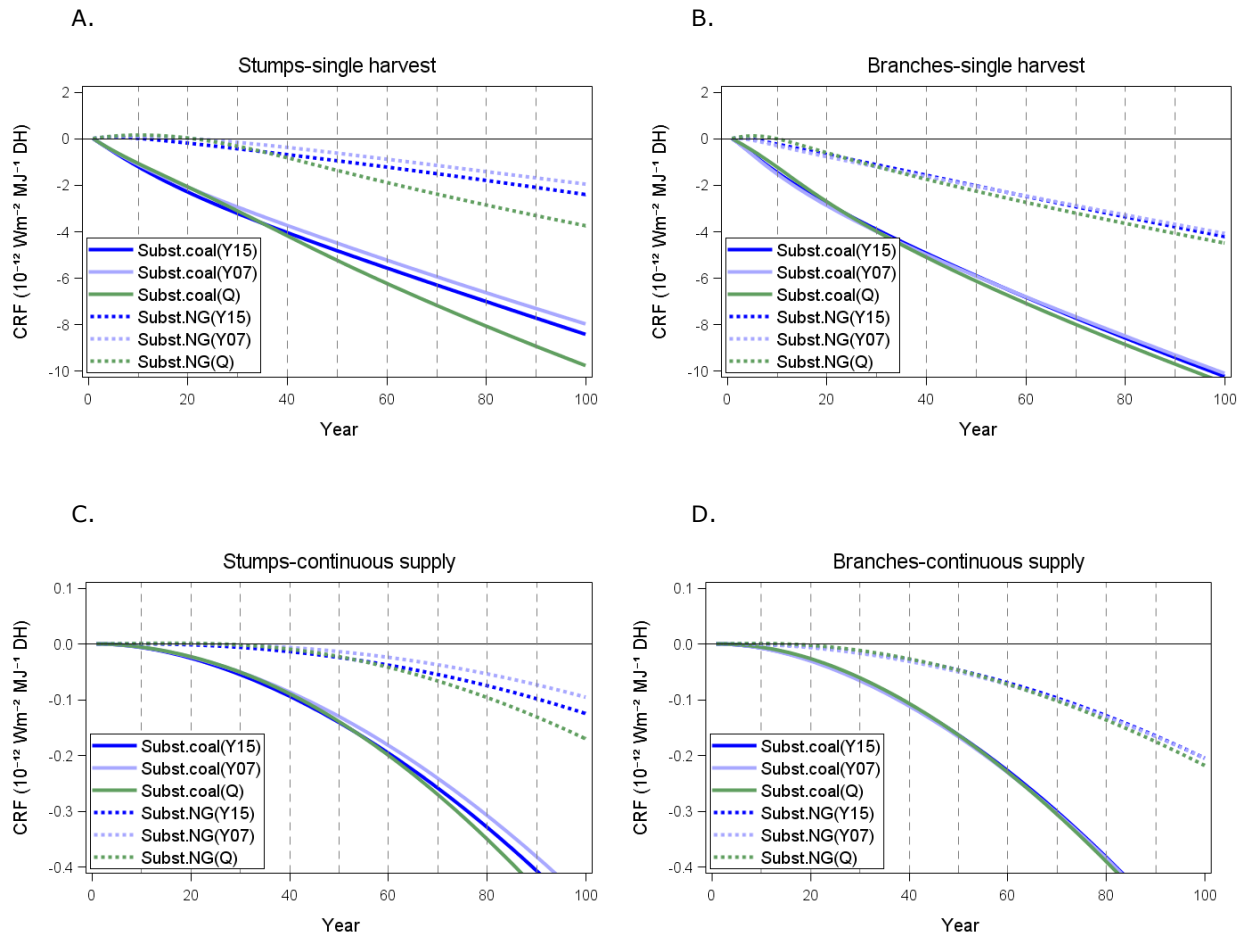 A.
Stumps-single harvest
CRF (10⁻¹² Wm⁻² MJ⁻¹ DH)
2
0
-2
-4
-6
-8
-10
Subst.coal(Y15)
Subst.coal(Y07)
Subst.coal(Q)
Subst.NG(Y15)
Subst.NG(Y07)
Subst.NG(Q)
0 20 40 60 80 100
Year
B.
Branches-single harvest
CRF (10⁻¹² Wm⁻² MJ⁻¹ DH)
2
0
-2
-4
-6
-8
-10
Subst.coal(Y15)
Subst.coal(Y07)
Subst.coal(Q)
Subst.NG(Y15)
Subst.NG(Y07)
Subst.NG(Q)
0 20 40 60 80 100
Year
C.
Stumps-continuous supply
CRF (10⁻¹² Wm⁻² MJ⁻¹ DH)
0.1
0.0
-0.1
-0.2
-0.3
-0.4
Subst.coal(Y15)
Subst.coal(Y07)
Subst.coal(Q)
Subst.NG(Y15)
Subst.NG(Y07)
Subst.NG(Q)
0 20 40 60 80 100
Year
D.
Branches-continuous supply
CRF (10⁻¹² Wm⁻² MJ⁻¹ DH)
0.1
0.0
-0.1
-0.2
-0.3
-0.4
Subst.coal(Y15)
Subst.coal(Y07)
Subst.coal(Q)
Subst.NG(Y15)
Subst.NG(Y07)
Subst.NG(Q)
0 20 40 60 80 100
Year